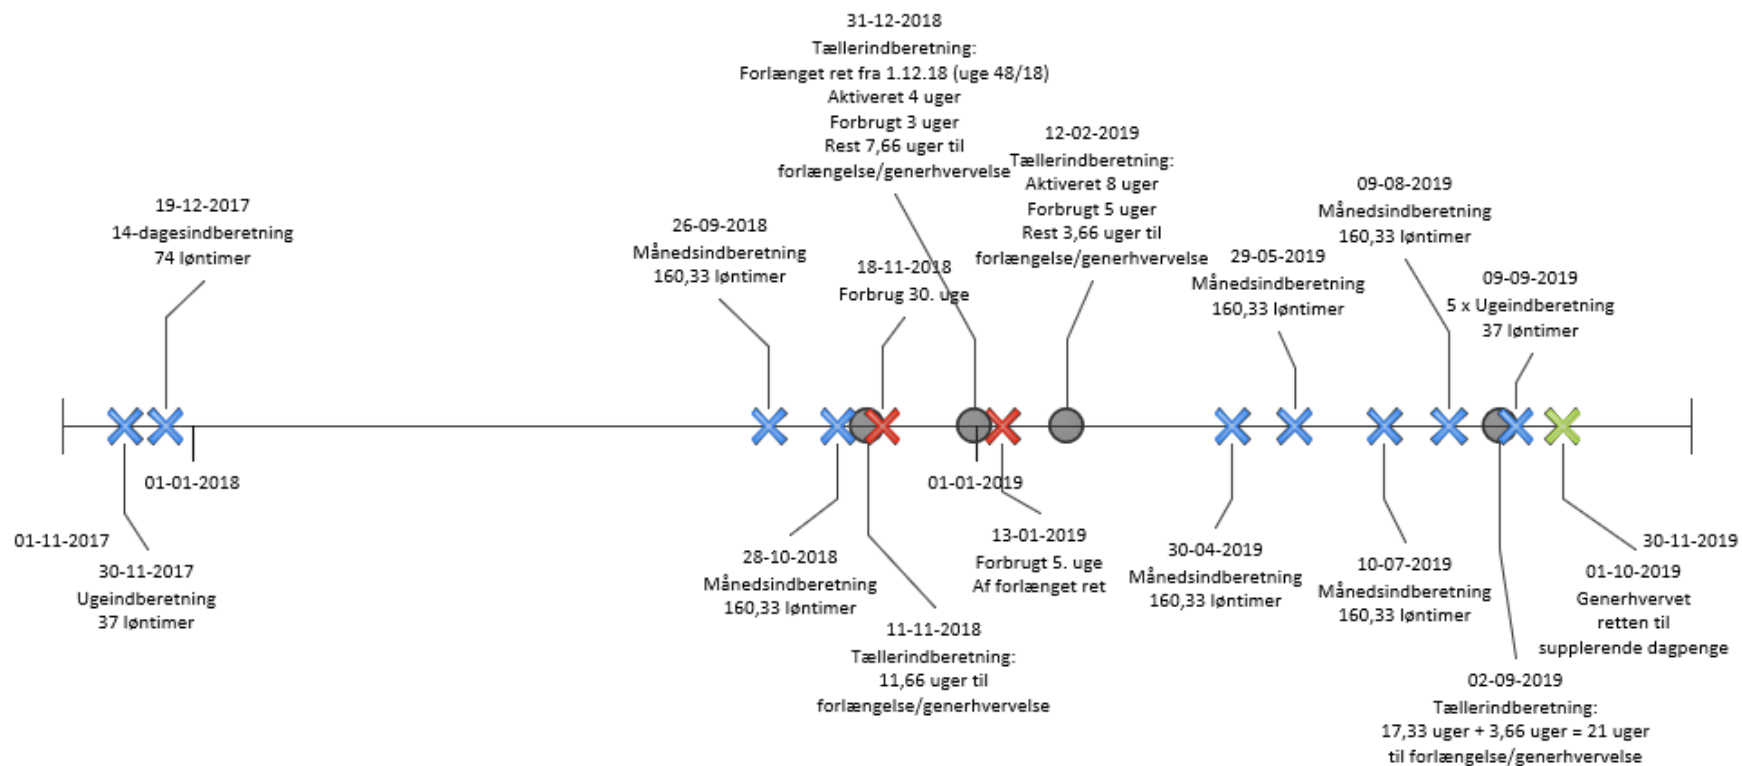 31-12-2018
Tællerindberetning:
Forlænget ret fra 1.12.18 (uge 48/18)
Aktiveret 4 uger
Forbrugt 3 uger
Rest 7,66 uger til
forlængelse/generhvervelse
12-02-2019
Tællerindberetning:
Aktiveret 8 uger
Forbrugt 5 uger
Rest 3,66 uger til
forlængelse/generhvervelse
19-12-2017
14-dagesindberetning
74 løntimer
26-09-2018
Månedsindberetning
160,33 løntimer
18-11-2018
Forbrug 30. uge
29-05-2019
Månedsindberetning
160,33 løntimer
09-08-2019
Månedsindberetning
160,33 løntimer
09-09-2019
5 x Ugeindberetning
37 løntimer
01-01-2018
01-01-2019
01-11-2017
30-11-2017
Ugeindberetning
37 løntimer
28-10-2018
Månedsindberetning
160,33 løntimer
11-11-2018
Tællerindberetning:
11,66 uger til
forlængelse/generhvervelse
13-01-2019
Forbrugt 5. uge
Af forlænget ret
30-04-2019
Månedsindberetning
160,33 løntimer
10-07-2019
Månedsindberetning
160,33 løntimer
30-11-2019
01-10-2019
Generhvervet
retten til
supplerende dagpenge
02-09-2019
Tællerindberetning:
17,33 uger + 3,66 uger = 21 uger
til forlængelse/generhvervelse